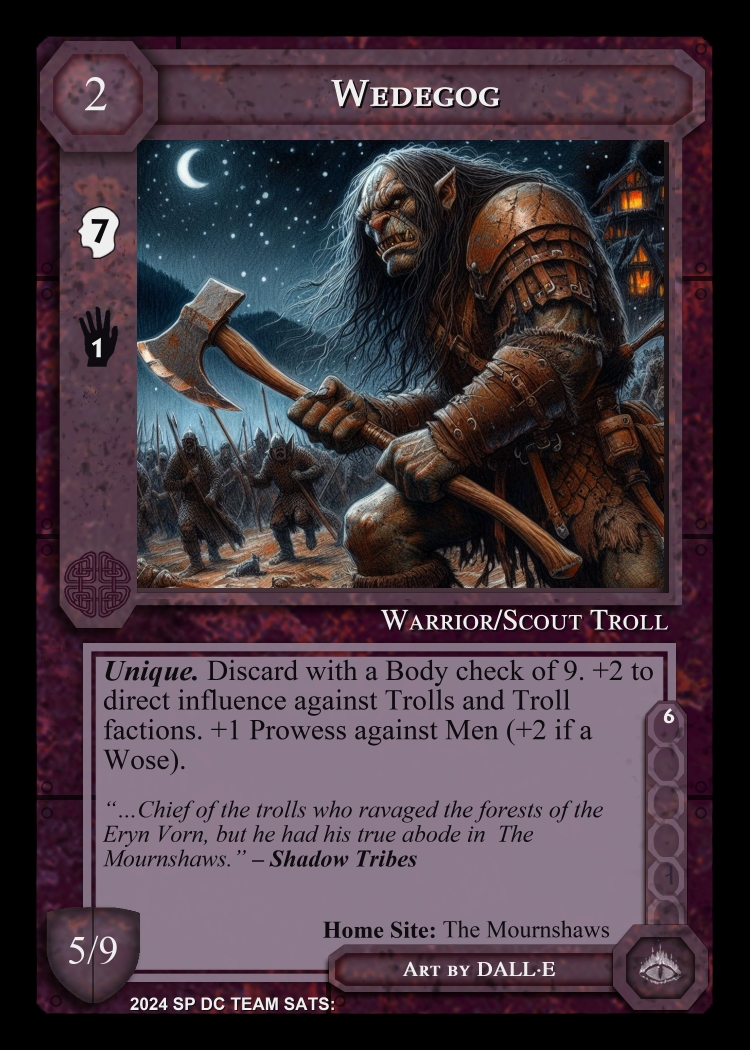 2
WEDEGOG
7
1
WARRIOR/SCOUT TROLL
Unique. Discard with a Body check of 9. +2 to
direct influence against Trolls and Troll
factions. +1 Prowess against Men (+2 if a
Wose).
6
“...Chief of the trolls who ravaged the forests of the
Eryn Vorn, but he had his true abode in The
Mournshaws.” – Shadow Tribes
Home Site: The Mournshaws
5/9
ART BY DALL·E
2024 SP DC TEAM SATS: